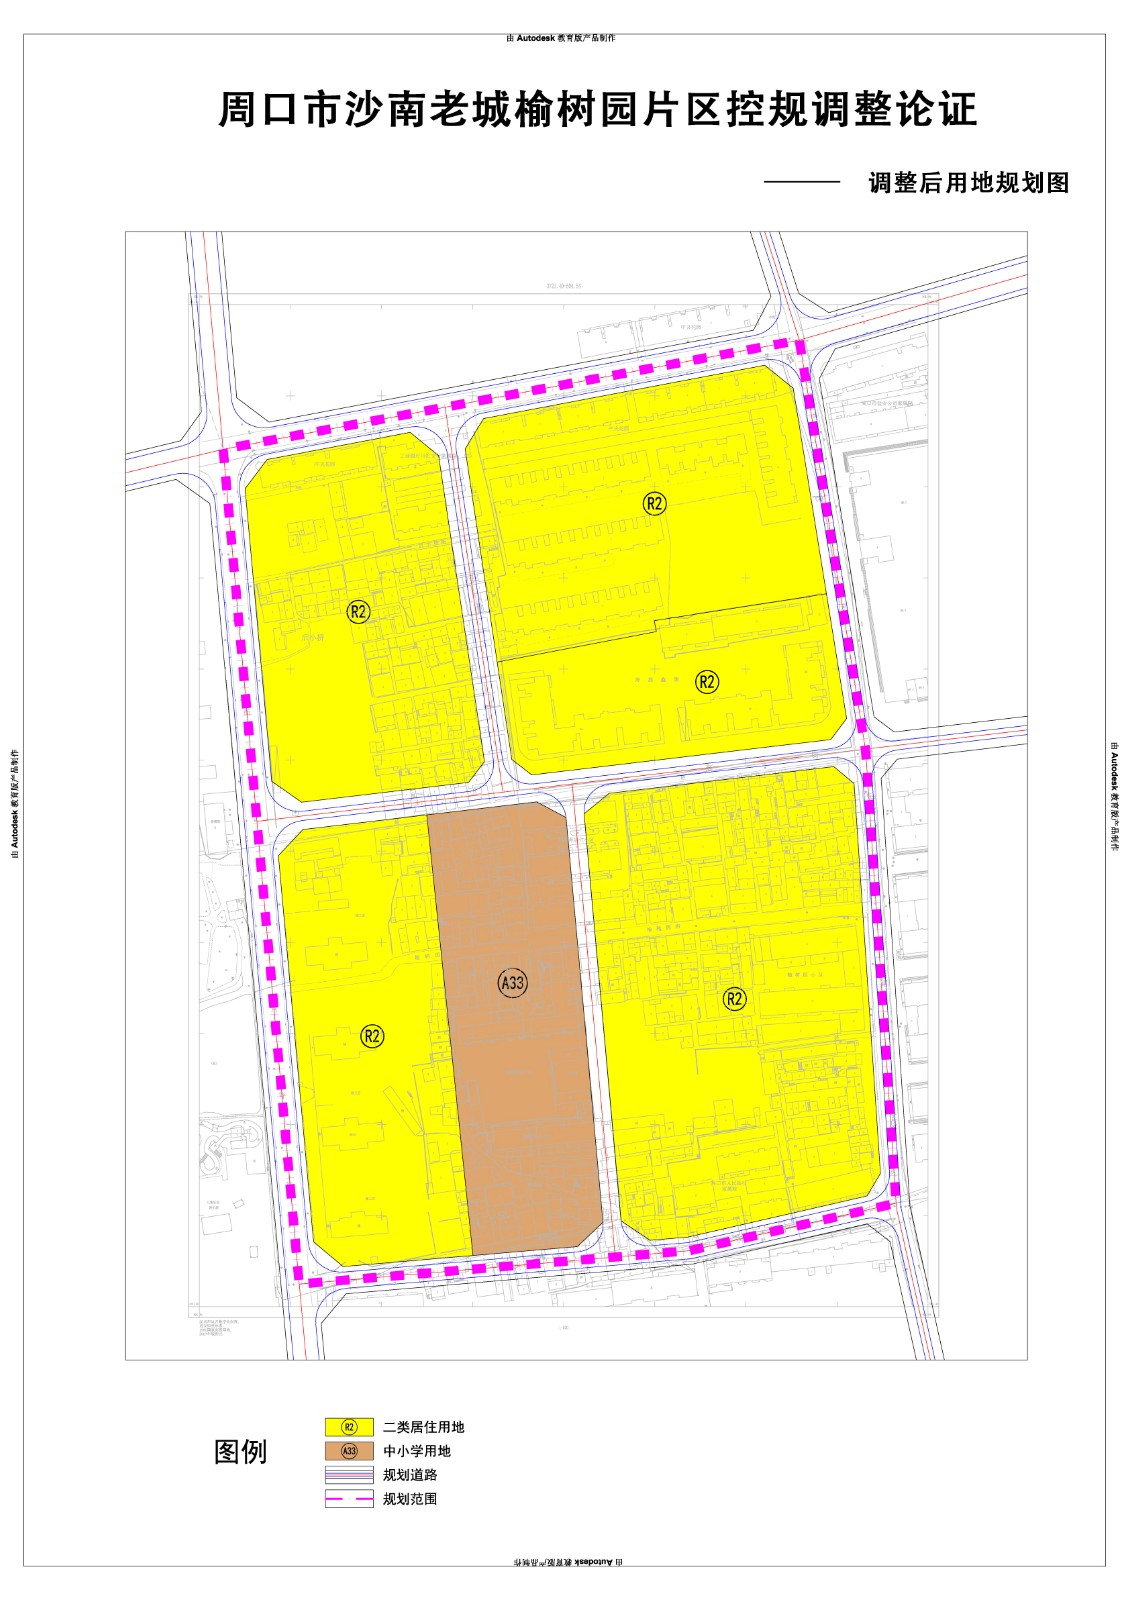 由 Autodesk 教育版产品制作
周口市沙南老城榆树园片区控规调整论证
调整后用地规划图
R2
R2
R2
A33
R2
R2
由 Autodesk 教育版产品制作
由 Autodesk 教育版产品制作
图例
R2 二类居住用地
A33 中小学用地
规划道路
规划范围
由 Autodesk 教育版产品制作